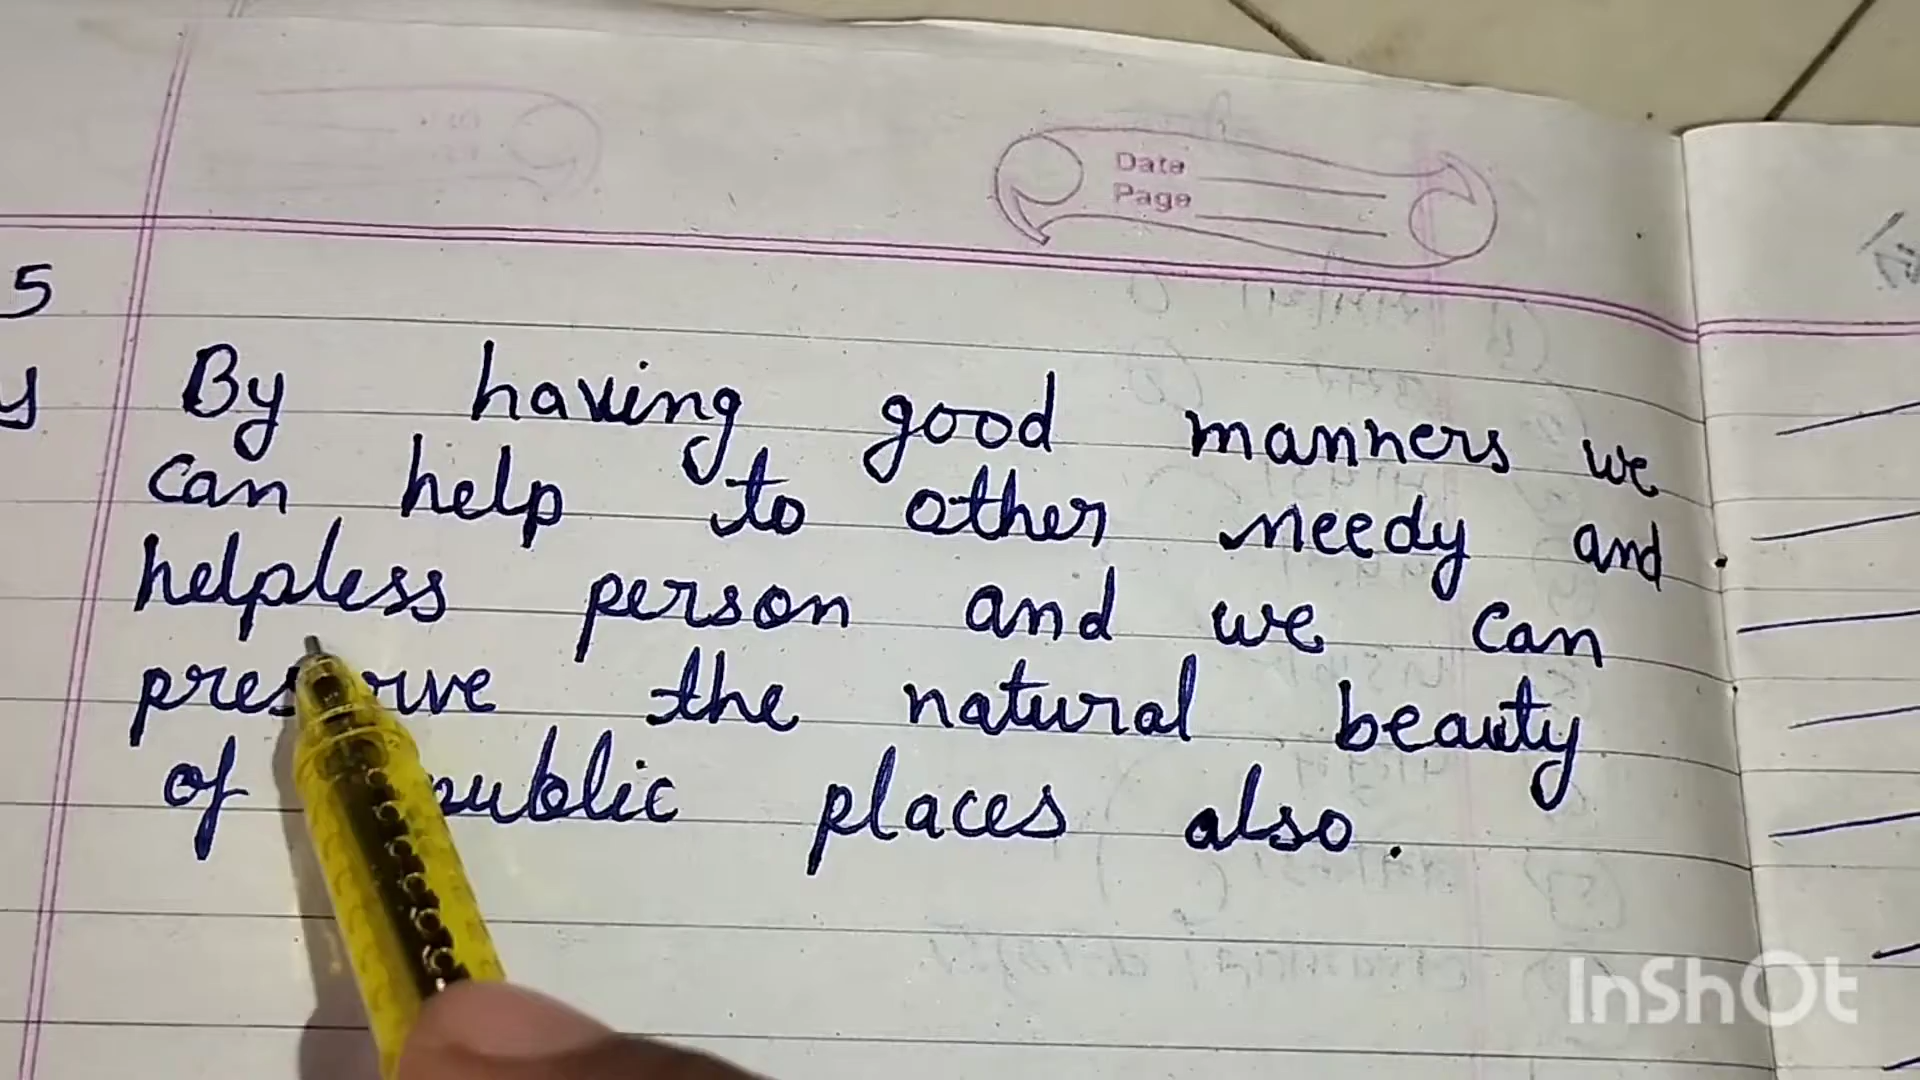 Date
Page
5
y By having good manners we
can help to other needy and
helpless person and we can
preserve the natural beauty
of public places also.
InShOt